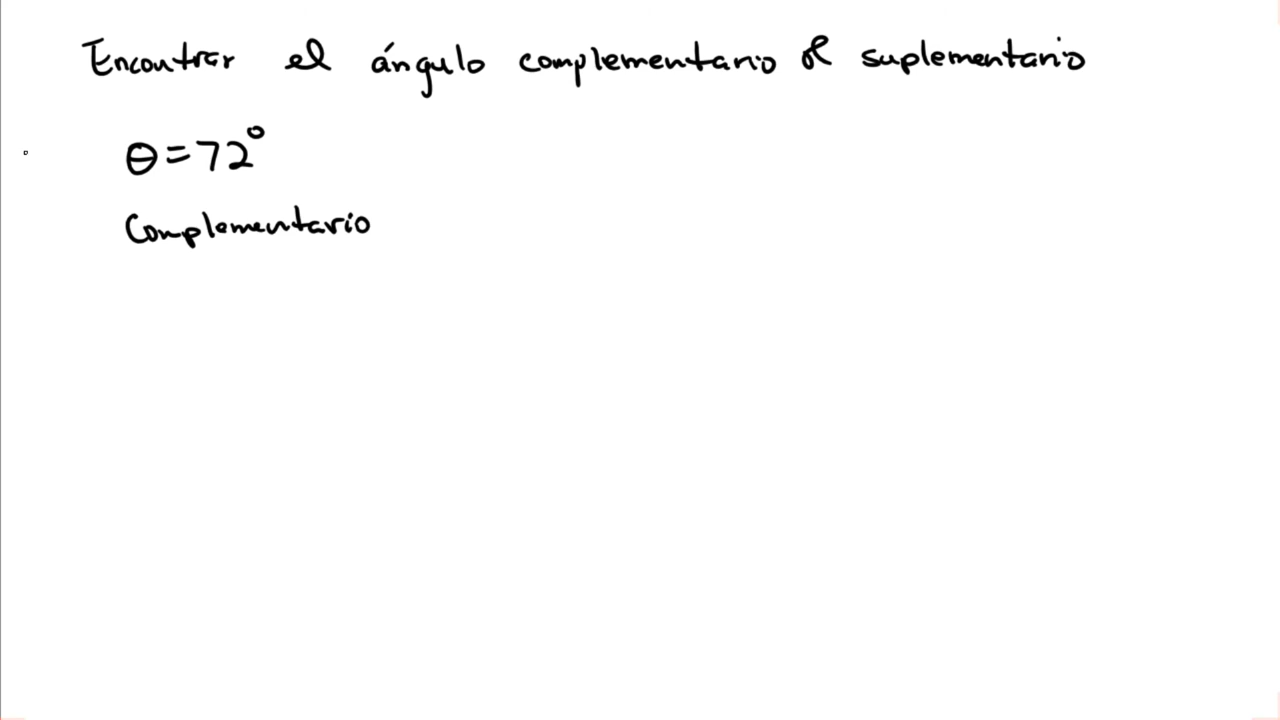 Encontrar el ángulo complementario & suplementario
θ=72°
Complementario